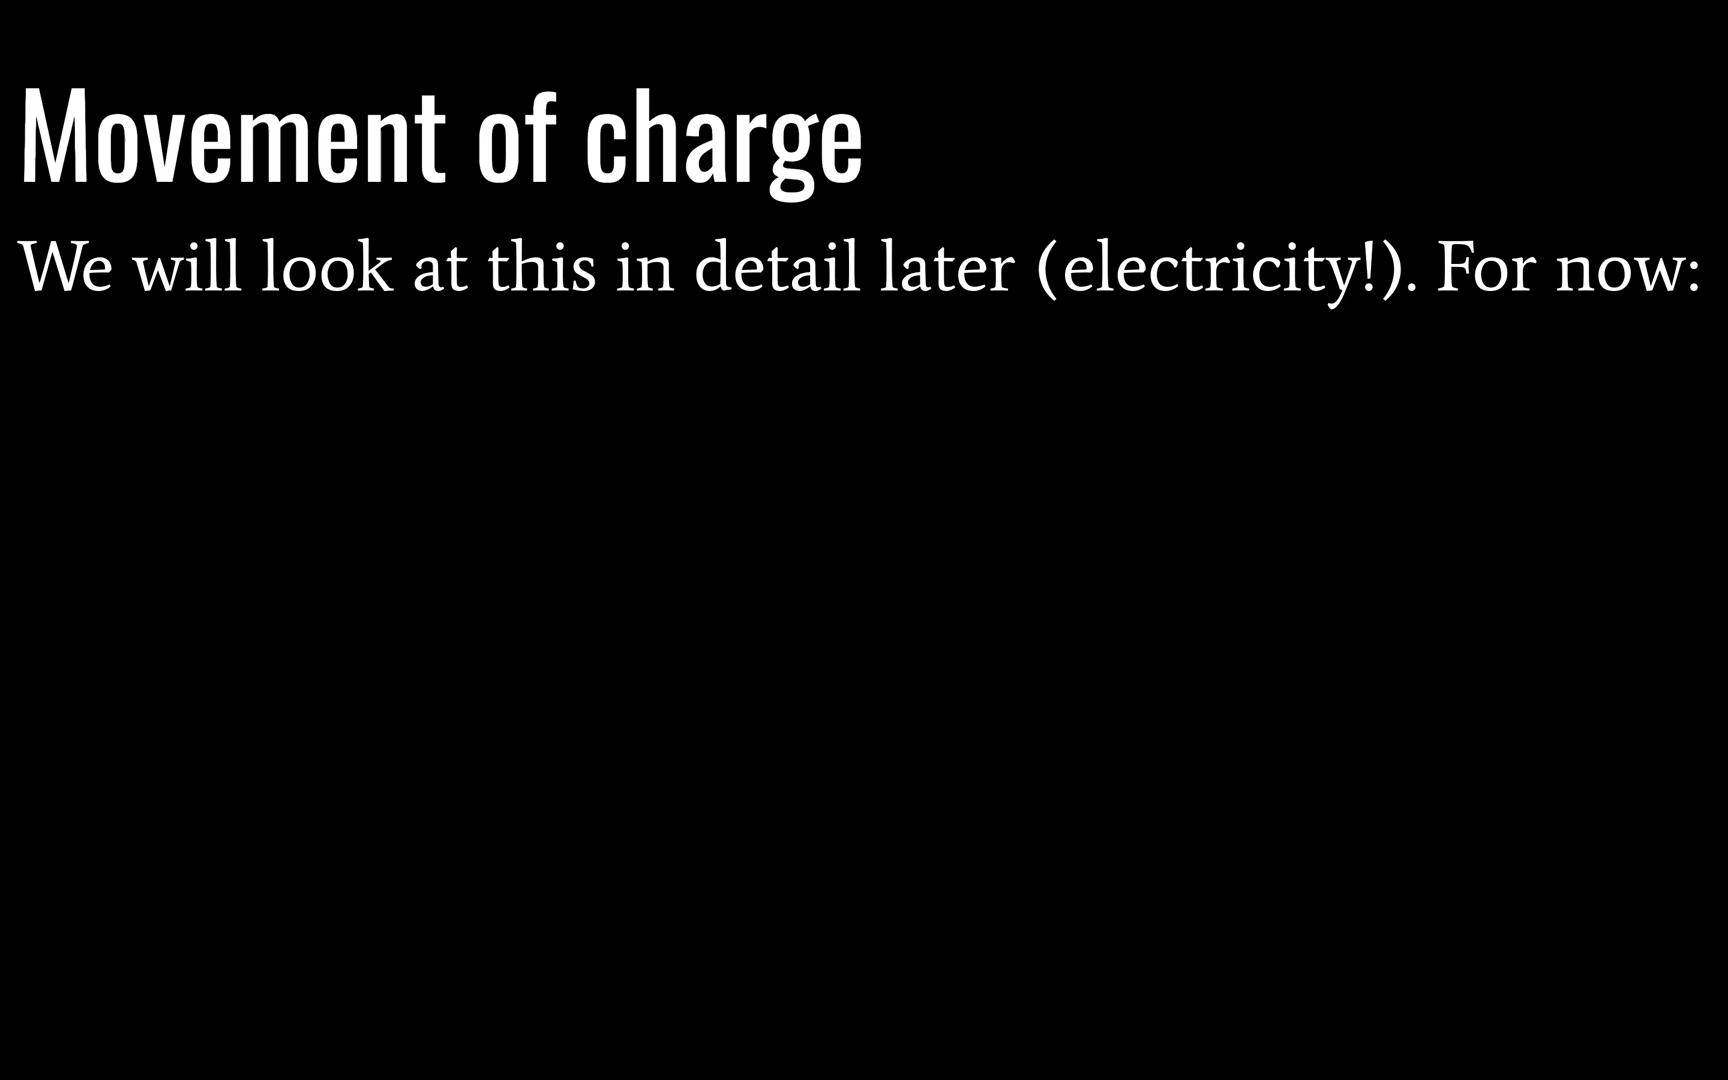 Movement of charge
We will look at this in detail later (electricity!). For now: